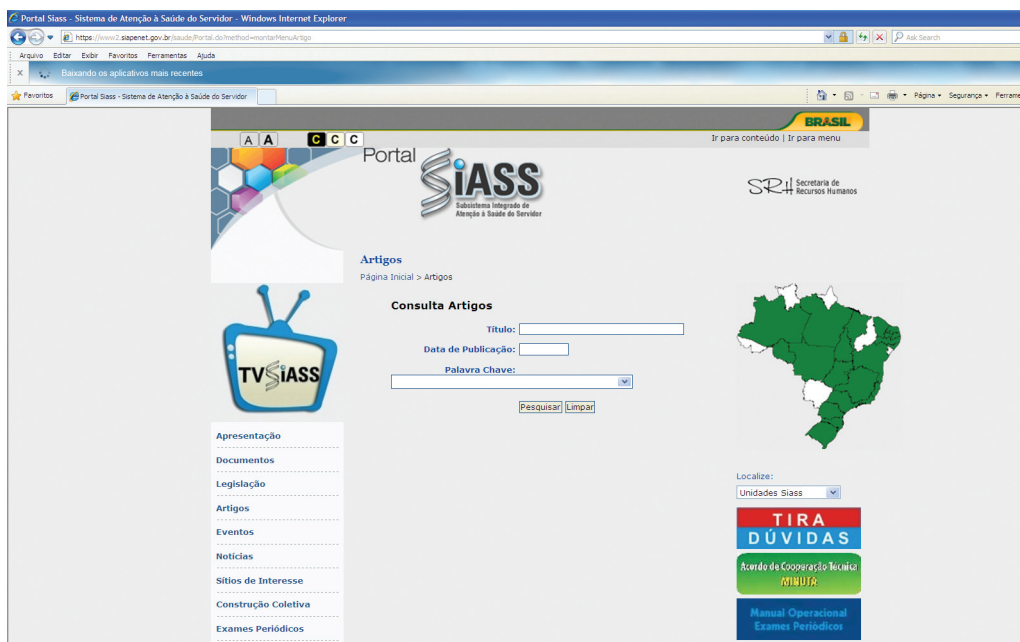 Portal Siass - Sistema de Atenção à Saúde do Servidor - Windows Internet Explorer
https://www2.siapenet.gov.br/saude/Portal.do?method=montarMenuArtigo
Ask Search
Arquivo Editar Exibir Favoritos Ferramentas Ajuda
x Baixando os aplicativos mais recentes
Favoritos Portal Siass - Sistema de Atenção à Saúde do Servidor Página Segurança Ferrame
BRASIL
A A C C C Ir para conteúdo | Ir para menu
Portal
SIASS
Subsistema Integrado de
Atenção à Saúde do Servidor
SRH Secretaria de
Recursos Humanos
Artigos
Página Inicial > Artigos
Consulta Artigos
Título:
Data de Publicação:
Palavra Chave:
Pesquisar Limpar
TV SIASS
Apresentação
Documentos
Legislação
Artigos
Eventos
Notícias
Sítios de Interesse
Construção Coletiva
Exames Periódicos
Localize:
Unidades Siass
TIRA
DÚVIDAS
Acordo de Cooperação Técnica
MINUTA
Manual Operacional
Exames Periódicos